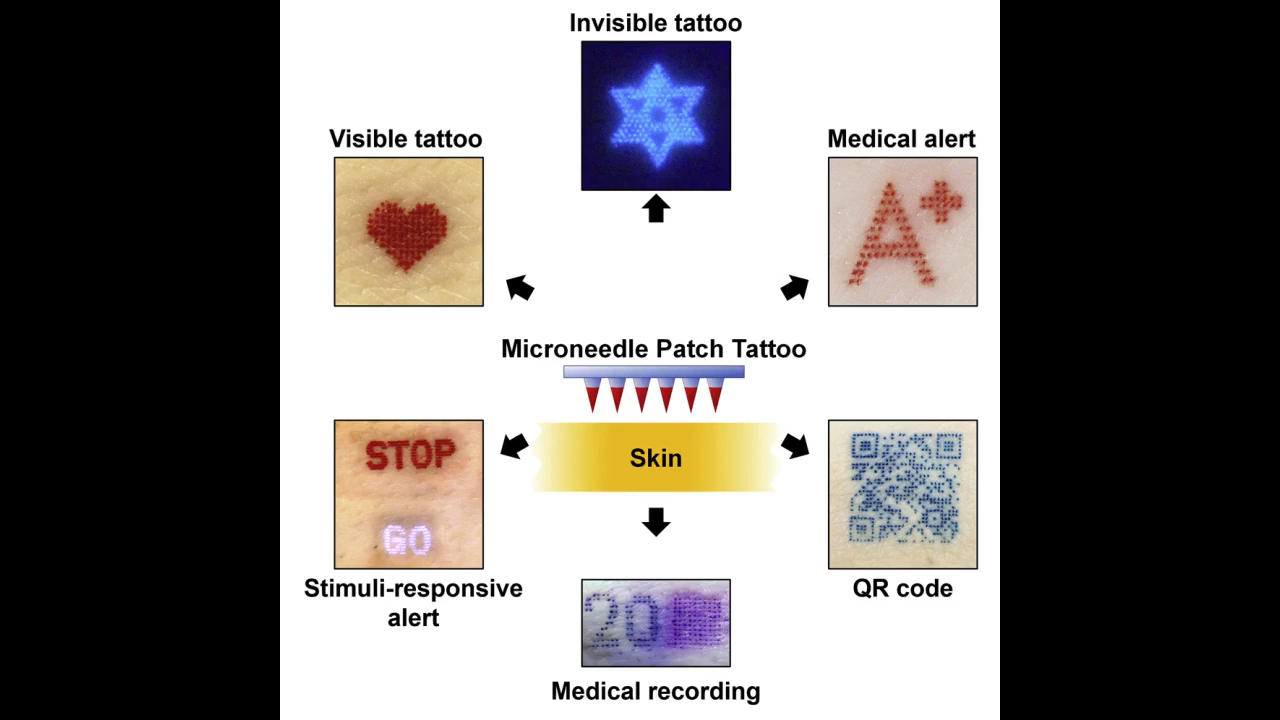 Invisible tattoo
Visible tattoo
Medical alert
A+
Microneedle Patch Tattoo
Skin
STOP
GO
Stimuli-responsive
alert
QR code
20
Medical recording